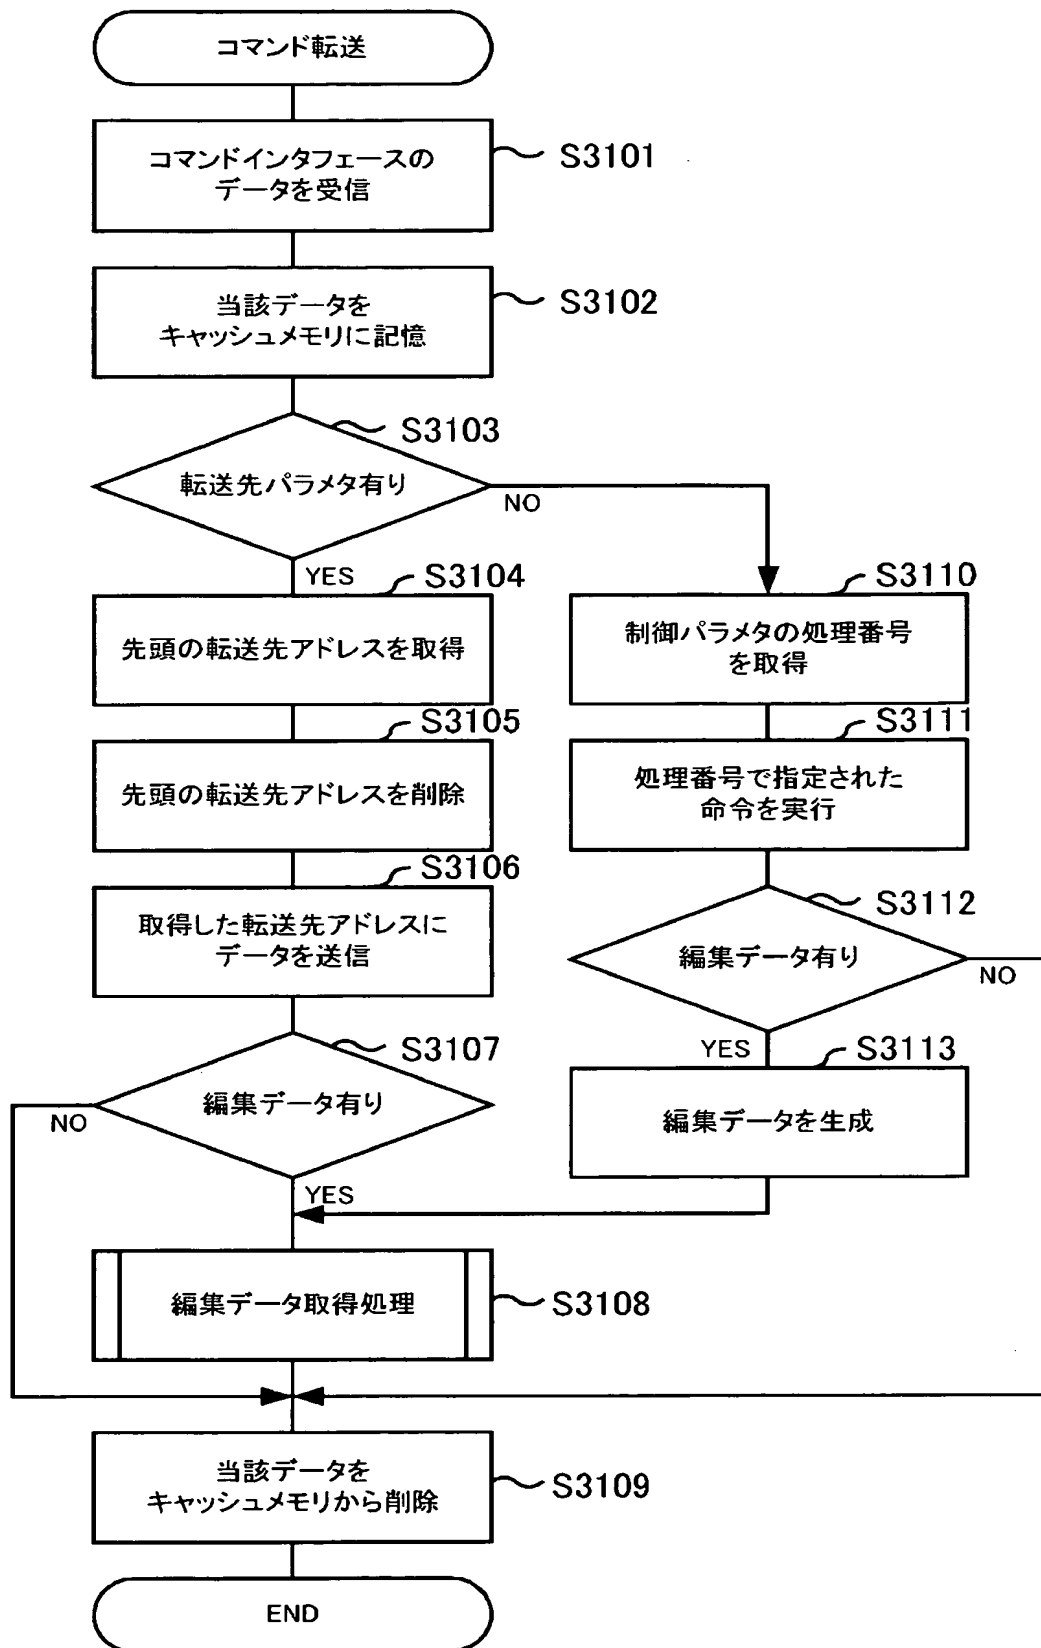 コマンド転送
コマンドインタフェースの
データを受信
S3101
当該データを
キャッシュメモリに記憶
S3102
S3103
転送先パラメタ有り
NO
YES
S3104
先頭の転送先アドレスを取得
S3105
先頭の転送先アドレスを削除
S3106
取得した転送先アドレスに
データを送信
S3107
編集データ有り
NO
YES
S3110
制御パラメタの処理番号
を取得
S3111
処理番号で指定された
命令を実行
S3112
編集データ有り
NO
YES
S3113
編集データを生成
編集データ取得処理
S3108
当該データを
キャッシュメモリから削除
S3109
END